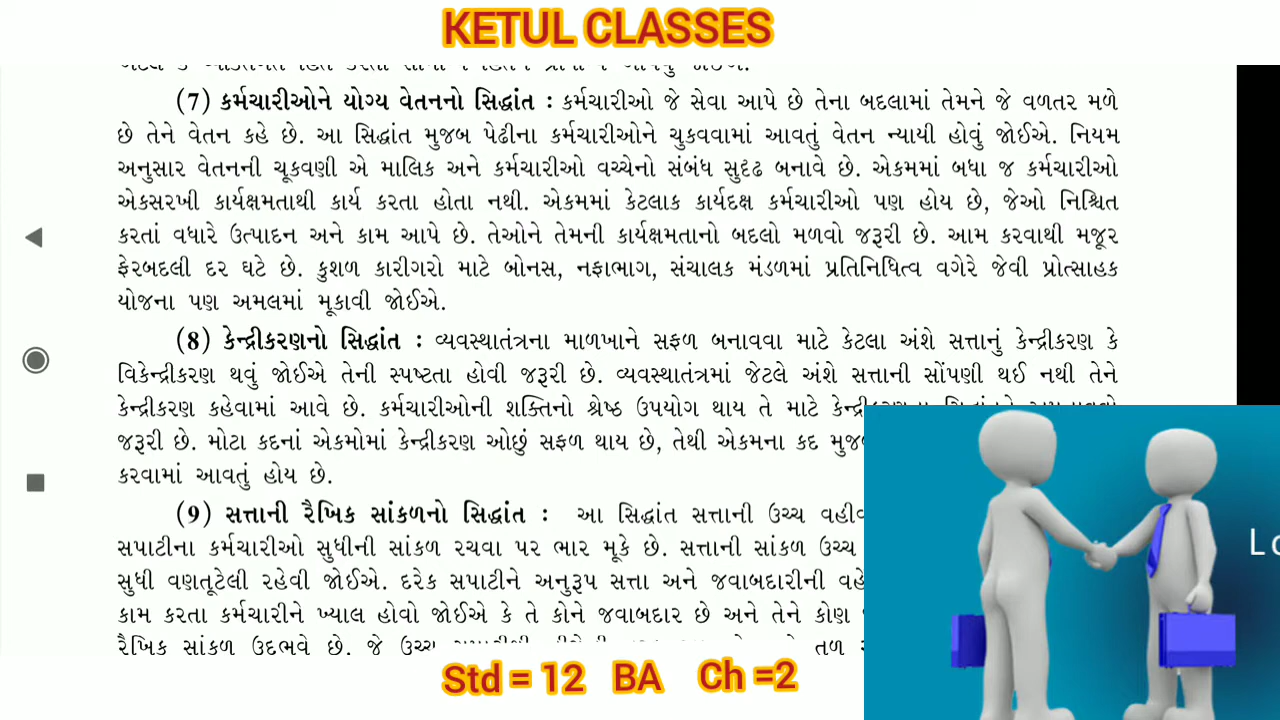 KETUL CLASSES
(7) કર્મચારીઓને યોગ્ય વેતનનો સિદ્ધાંત : કર્મચારીઓ જે સેવા આપે છે તેના બદલામાં તેમને જે વળતર મળે
છે તેને વેતન કહે છે. આ સિદ્ધાંત મુજબ પેઢીના કર્મચારીઓને ચુકવવામાં આવતું વેતન ન્યાયી હોવું જોઈએ. નિયમ
અનુસાર વેતનની ચૂકવણી એ માલિક અને કર્મચારીઓ વચ્ચેનો સંબંધ સુદૃઢ બનાવે છે. એકમમાં બધા જ કર્મચારીઓ
એકસરખી કાર્યક્ષમતાથી કાર્ય કરતા હોતા નથી. એકમમાં કેટલાક કાર્યદક્ષ કર્મચારીઓ પણ હોય છે, જેઓ નિશ્ચિત
કરતાં વધારે ઉત્પાદન અને કામ આપે છે. તેઓને તેમની કાર્યક્ષમતાનો બદલો મળવો જરૂરી છે. આમ કરવાથી મજૂર
ફેરબદલી દર ઘટે છે. કુશળ કારીગરો માટે બોનસ, નફાભાગ, સંચાલક મંડળમાં પ્રતિનિધિત્વ વગેરે જેવી પ્રોત્સાહક
યોજના પણ અમલમાં મૂકાવી જોઈએ.
(8) કેન્દ્રીકરણનો સિદ્ધાંત : વ્યવસ્થાતંત્રના માળખાને સફળ બનાવવા માટે કેટલા અંશે સત્તાનું કેન્દ્રીકરણ કે
વિકેન્દ્રીકરણ થવું જોઈએ તેની સ્પષ્ટતા હોવી જરૂરી છે. વ્યવસ્થાતંત્રમાં જેટલે અંશે સત્તાની સોંપણી થઈ નથી તેને
કેન્દ્રીકરણ કહેવામાં આવે છે. કર્મચારીઓની શક્તિનો શ્રેષ્ઠ ઉપયોગ થાય તે માટે
જરૂરી છે. મોટા કદનાં એકમોમાં કેન્દ્રીકરણ ઓછું સફળ થાય છે, તેથી એકમના કદ
કરવામાં આવતું હોય છે.
(9) સત્તાની રૈખિક સાંકળનો સિદ્ધાંત : આ સિદ્ધાંત સત્તાની ઉચ્ચ
સપાટીના કર્મચારીઓ સુધીની સાંકળ રચવા પર ભાર મૂકે છે. સત્તાની સાંકળ ઉચ્ચ
સુધી વણતૂટેલી રહેવી જોઈએ. દરેક સપાટીને અનુરૂપ સત્તા અને જવાબદારીની
કામ કરતા કર્મચારીને ખ્યાલ હોવો જોઈએ કે તે કોને જવાબદાર છે અને તેને કોણ
રૈખિક સાંકળ ઉદભવે છે. જે ઉચ્ચ તળ
Std = 12 BA Ch =2